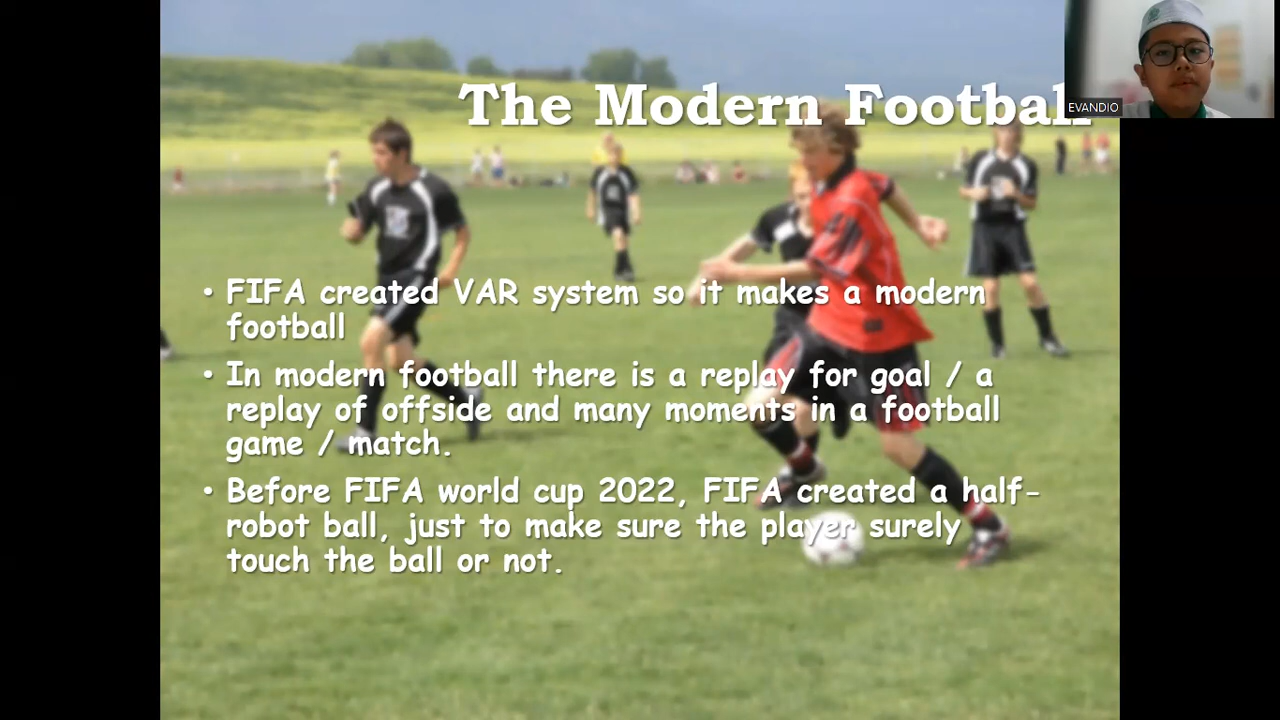 The Modern Football
EVANDIO
• FIFA created VAR system so it makes a modern
football
• In modern football there is a replay for goal / a
replay of offside and many moments in a football
game / match.
• Before FIFA world cup 2022, FIFA created a half-
robot ball, just to make sure the player surely
touch the ball or not.